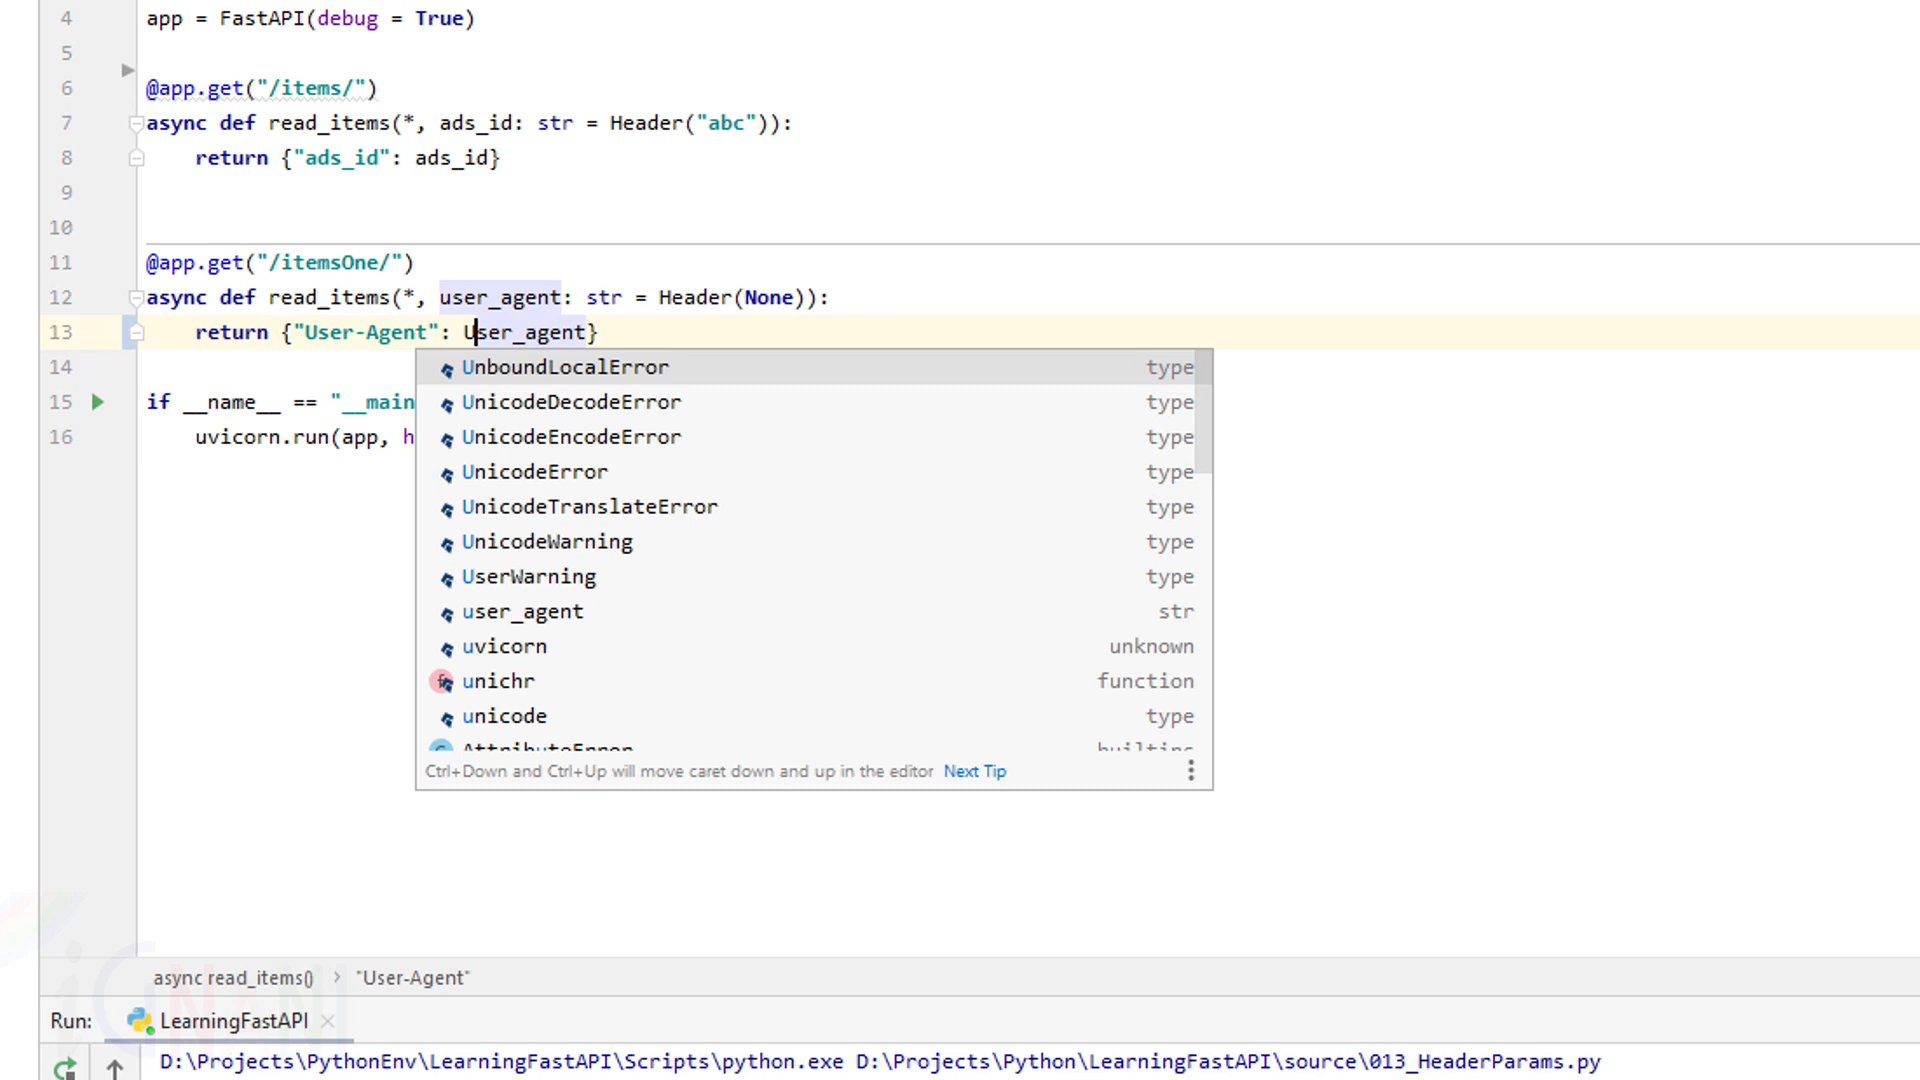 4 app = FastAPI(debug = True)
5
6 @app.get("/items/")
7 async def read_items(*, ads_id: str = Header("abc")):
8 return {"ads_id": ads_id}
9
10
11 @app.get("/itemsOne/")
12 async def read_items(*, user_agent: str = Header(None)):
13 return {"User-Agent": User_agent}
14
15 if __name__ == "__main
16 uvicorn.run(app, h
UnboundLocalError type
UnicodeDecodeError type
UnicodeEncodeError type
UnicodeError type
UnicodeTranslateError type
UnicodeWarning type
UserWarning type
user_agent str
uvicorn unknown
unichr function
unicode type
AttributeError builtins
Ctrl+Down and Ctrl+Up will move caret down and up in the editor Next Tip
async read_items() › "User-Agent"
Run: LearningFastAPI
D:\Projects\PythonEnv\LearningFastAPI\Scripts\python.exe D:\Projects\Python\LearningFastAPI\source\013_HeaderParams.py